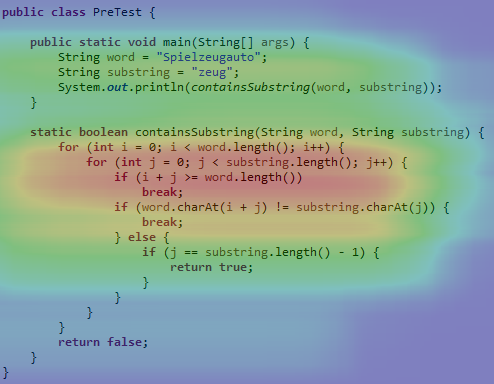 public class PreTest {
public static void main(String[] args) {
String word = "Spielzeugauto";
String substring = "zeug";
System.out.println(containsSubstring(word, substring));
}
static boolean containsSubstring(String word, String substring) {
for (int i = 0; i < word.length(); i++) {
for (int j = 0; j < substring.length(); j++) {
if (i + j >= word.length())
break;
if (word.charAt(i + j) != substring.charAt(j)) {
break;
} else {
if (j == substring.length() - 1) {
return true;
}
}
}
}
return false;
}
}